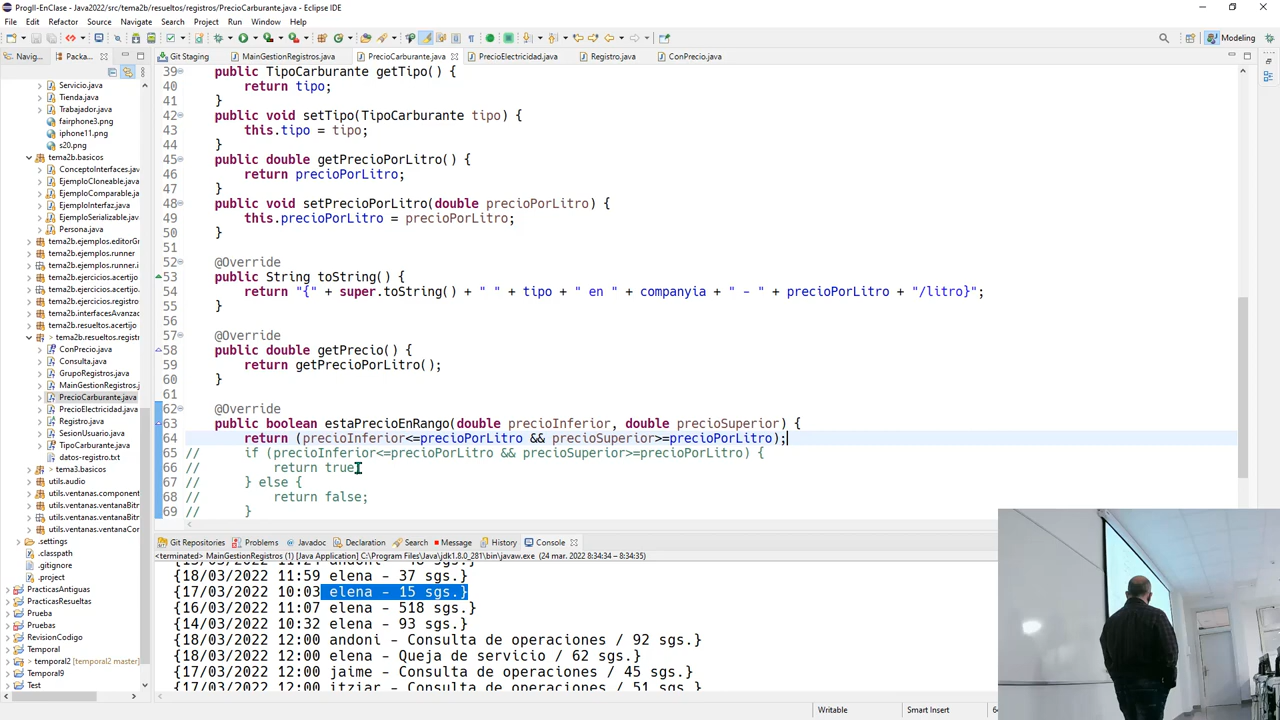 ProgII-EnClase - Java2022/src/tema2b/resueltos/registros/PrecioCarburante.java - Eclipse IDE
File Edit Source Refactor Navigate Search Project Run Window Help
Modeling
Navig... Packa...
Git Staging MainGestionRegistros.java PrecioCarburante.java PrecioElectricidad.java Registro.java ConPrecio.java
Servicio.java
Tienda.java
Trabajador.java
fairphone3.png
iphone11.png
s20.png
tema2b.basicos
ConceptoInterfaces.java
EjemploCloneable.java
EjemploComparable.java
EjemploInterfaz.java
EjemploSerializable.java
Persona.java
tema2b.ejemplos.editorGr
tema2b.ejemplos.runner
tema2b.ejemplos.runner.i
tema2b.ejercicios.acertijo
tema2b.ejercicios.registro
tema2b.interfacesAvanza
tema2b.resueltos.acertijo
> tema2b.resueltos.regist
ConPrecio.java
Consulta.java
GrupoRegistros.java
MainGestionRegistros.j
PrecioCarburante.java
PrecioElectricidad.java
Registro.java
SesionUsuario.java
TipoCarburante.java
datos-registro.txt
> tema3.basicos
utils.audio
utils.ventanas.component
utils.ventanas.ventanaBit
utils.ventanas.ventanaBitr
utils.ventanas.ventanaCor
.settings
.classpath
.gitignore
.project
PracticasAntiguas
PracticasResueltas
Prueba
Pruebas
RevisionCodigo
Temporal
> temporal2 [temporal2 master]
Temporal9
Test
39 public TipoCarburante getTipo() {
40 return tipo;
41 }
42 public void setTipo(TipoCarburante tipo) {
43 this.tipo = tipo;
44 }
45 public double getPrecioPorLitro() {
46 return precioPorLitro;
47 }
48 public void setPrecioPorLitro(double precioPorLitro) {
49 this.precioPorLitro = precioPorLitro;
50 }
51
52 @Override
53 public String toString() {
54 return "{" + super.toString() + " " + tipo + " en " + companyia + " - " + precioPorLitro + "/litro}";
55 }
56
57 @Override
58 public double getPrecio() {
59 return getPrecioPorLitro();
60 }
61
62 @Override
63 public boolean estaPrecioEnRango(double precioInferior, double precioSuperior) {
64 return (precioInferior<=precioPorLitro && precioSuperior>=precioPorLitro);
65 // if (precioInferior<=precioPorLitro && precioSuperior>=precioPorLitro) {
66 // return true
67 // } else {
68 // return false;
69 // }
Git Repositories Problems Javadoc Declaration Search Message History Console
<terminated> MainGestionRegistros (1) [Java Application] C:\Program Files\Java\jdk1.8.0_281\bin\javaw.exe (24 mar. 2022 8:34:34 – 8:34:35)
{18/03/2022 11:59 elena - 37 sgs.}
{17/03/2022 10:03 elena - 15 sgs.}
{16/03/2022 11:07 elena - 518 sgs.}
{14/03/2022 10:32 elena - 93 sgs.}
{18/03/2022 12:00 andoni - Consulta de operaciones / 92 sgs.}
{18/03/2022 12:00 elena - Queja de servicio / 62 sgs.}
{17/03/2022 12:00 jaime - Consulta de operaciones / 45 sgs.}
{17/03/2022 12:00 itziar - Consulta de operaciones / 51 sgs.}
Writable Smart Insert